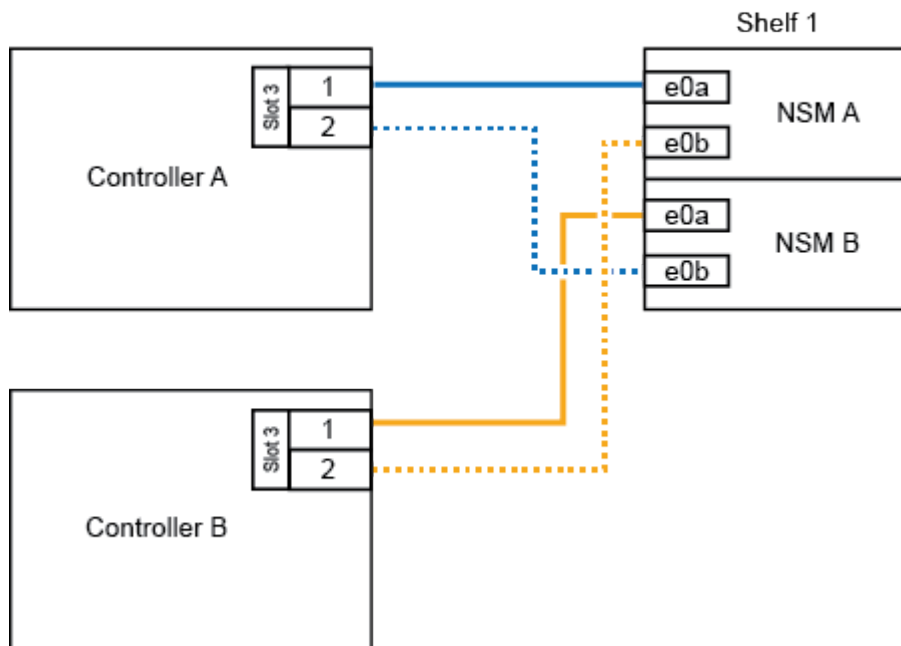 Shelf 1
Slot 3
1
2
Controller A
e0a
e0b
NSM A
e0a
e0b
NSM B
Slot 3
1
2
Controller B